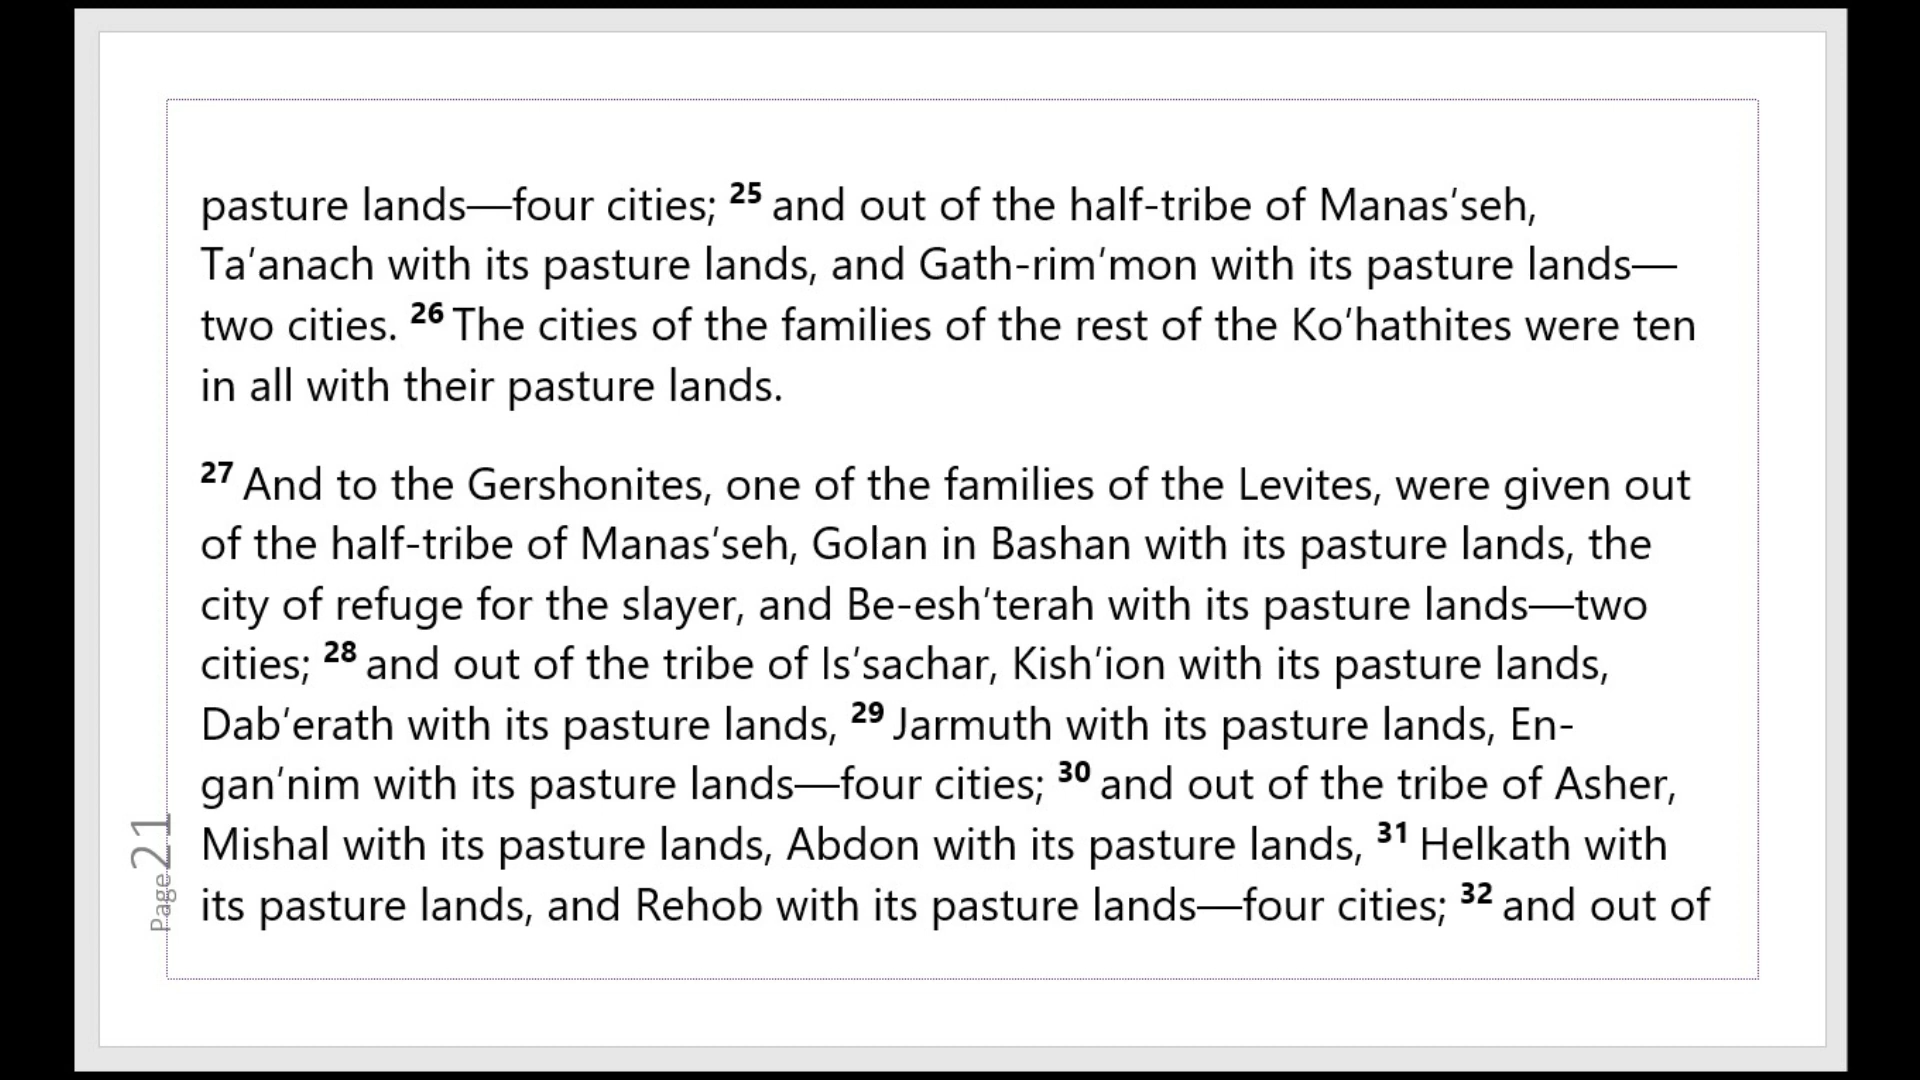 pasture lands—four cities; 25 and out of the half-tribe of Manas′seh,
Ta′anach with its pasture lands, and Gath-rim′mon with its pasture lands—
two cities. 26 The cities of the families of the rest of the Ko′hathites were ten
in all with their pasture lands.
27 And to the Gershonites, one of the families of the Levites, were given out
of the half-tribe of Manas′seh, Golan in Bashan with its pasture lands, the
city of refuge for the slayer, and Be-esh′terah with its pasture lands—two
cities; 28 and out of the tribe of Is′sachar, Kish′ion with its pasture lands,
Dab′erath with its pasture lands, 29 Jarmuth with its pasture lands, En-
gan′nim with its pasture lands—four cities; 30 and out of the tribe of Asher,
Mishal with its pasture lands, Abdon with its pasture lands, 31 Helkath with
its pasture lands, and Rehob with its pasture lands—four cities; 32 and out of
Page 21